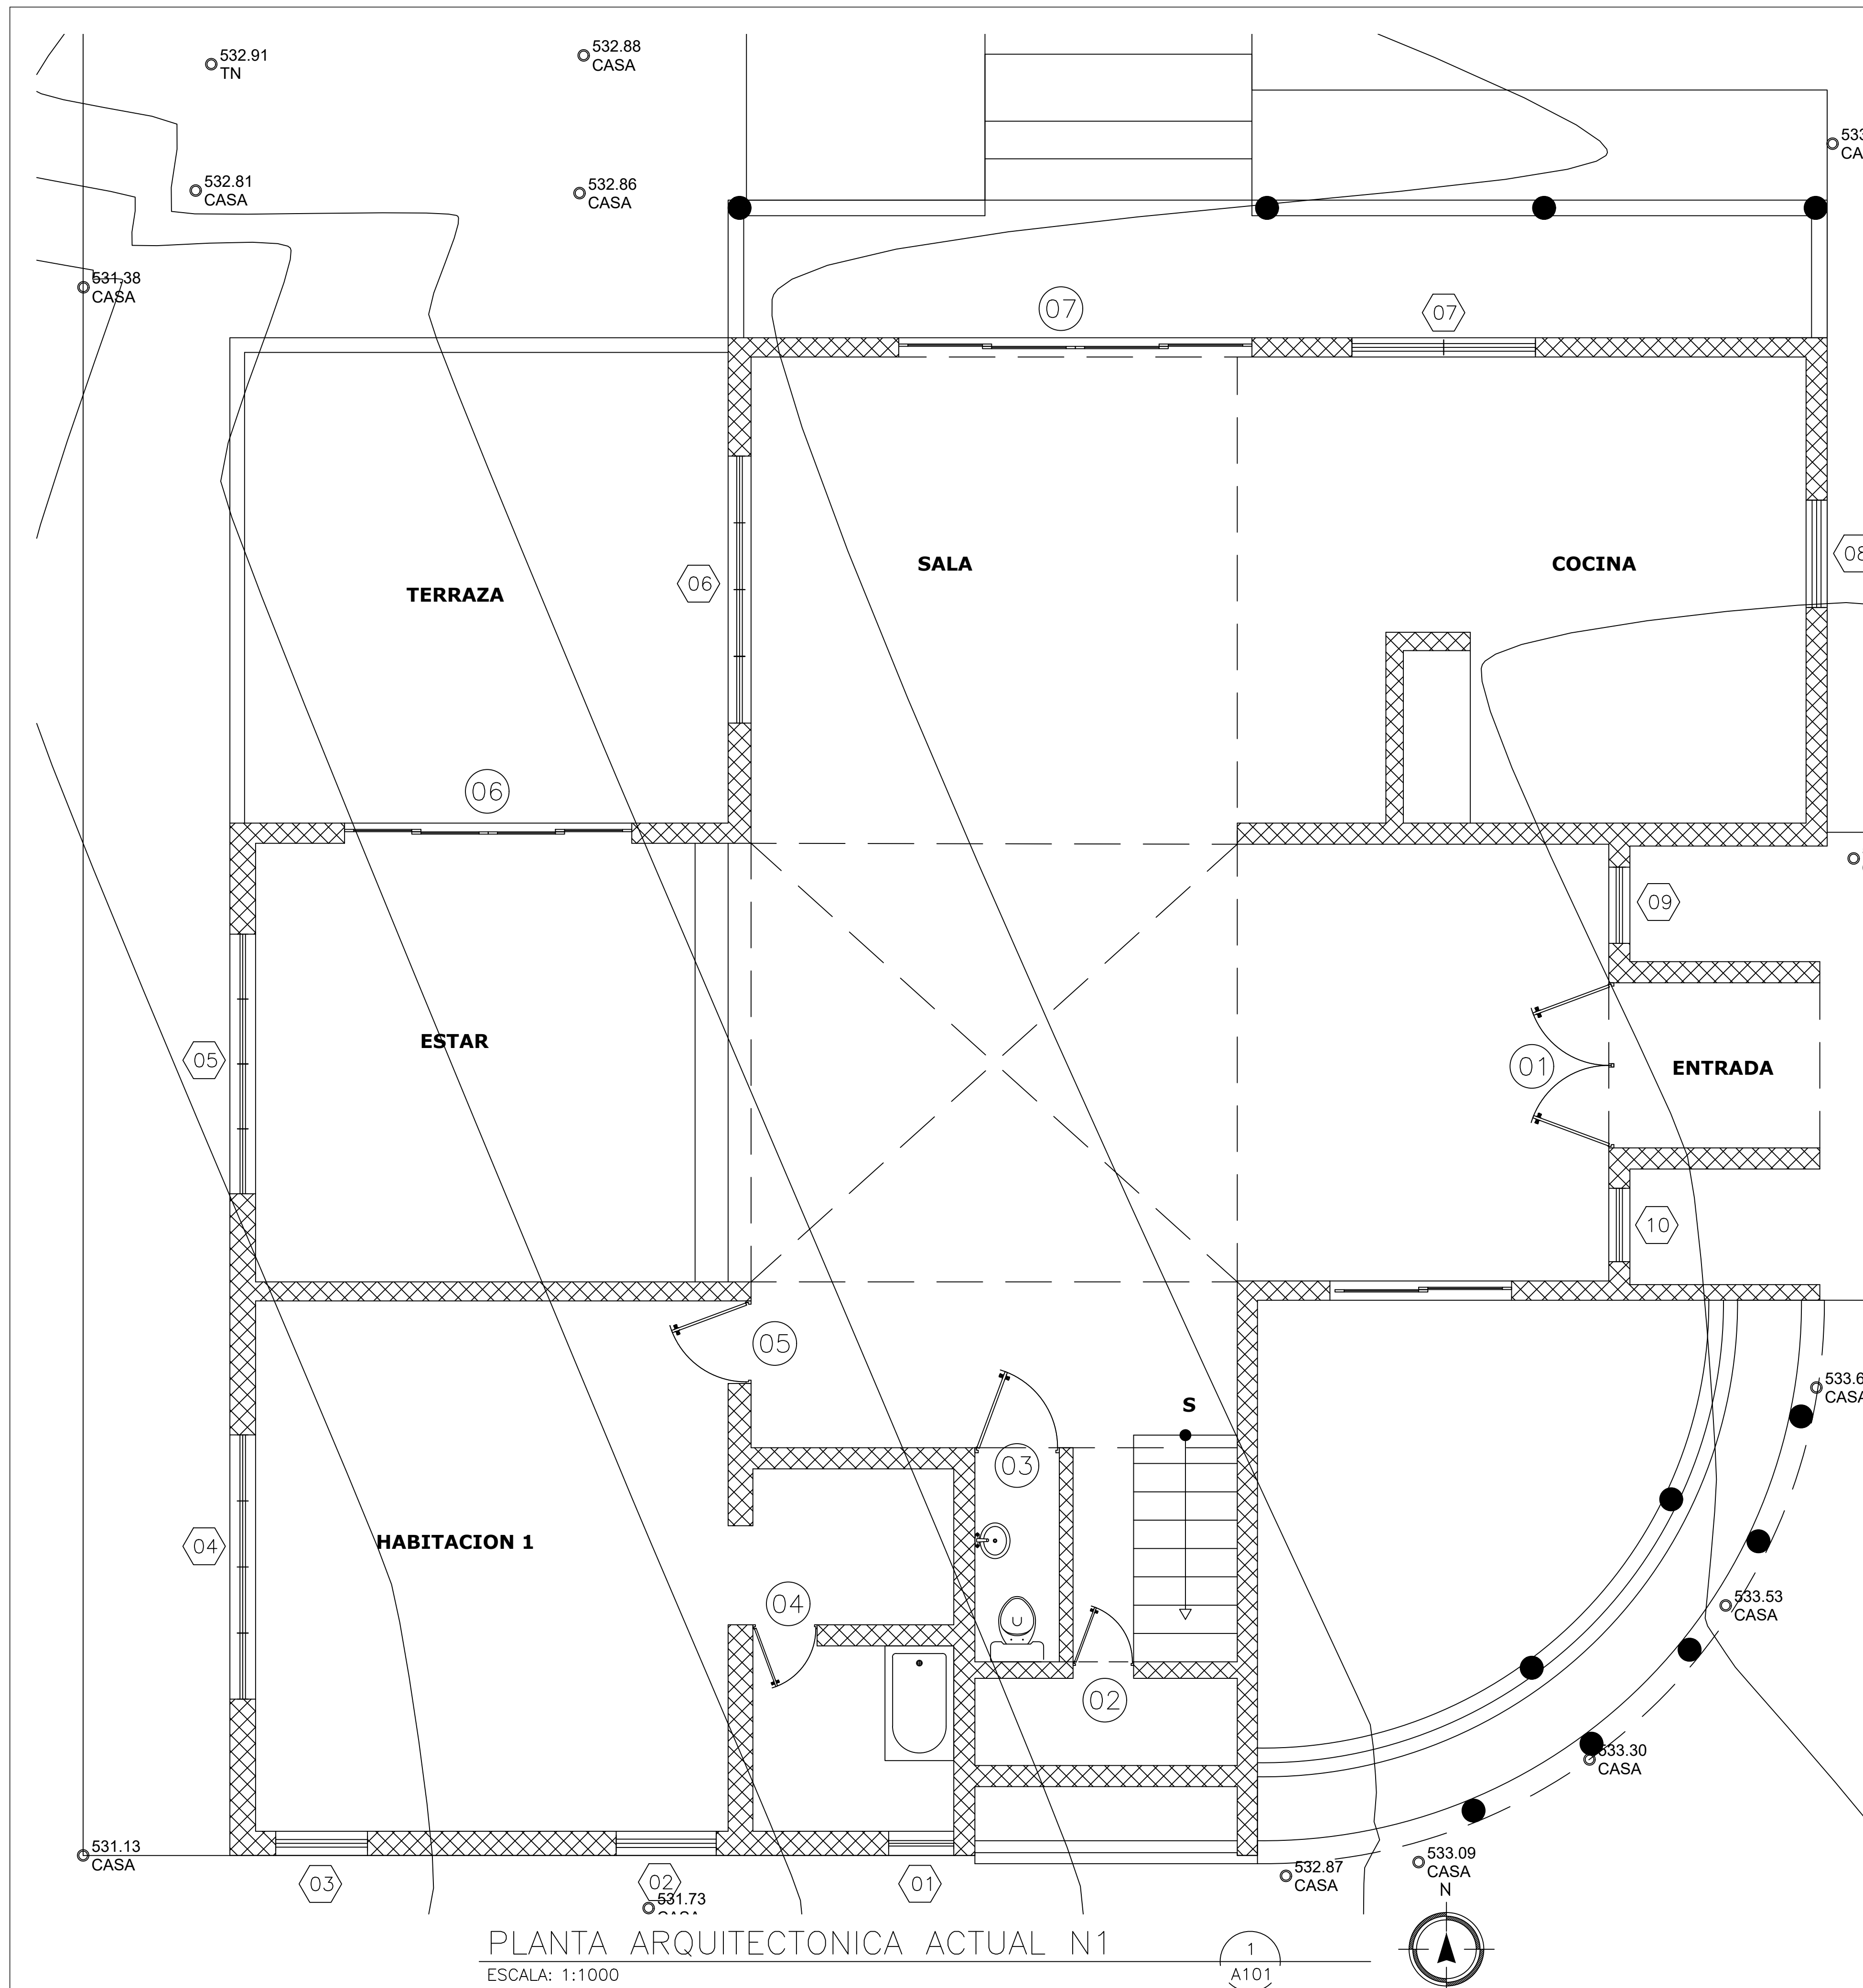 532.91
TN
532.88
CASA
532.81
CASA
532.86
CASA
531.38
CASA
07
07
SALA
COCINA
TERRAZA
06
06
09
05
ESTAR
01
ENTRADA
10
05
S
03
04
HABITACION 1
04
02
533.53
CASA
533.30
CASA
531.13
CASA
03
02
01
531.73
532.87
CASA
533.09
CASA
N
PLANTA ARQUITECTONICA ACTUAL N1
ESCALA: 1:1000
1
A101